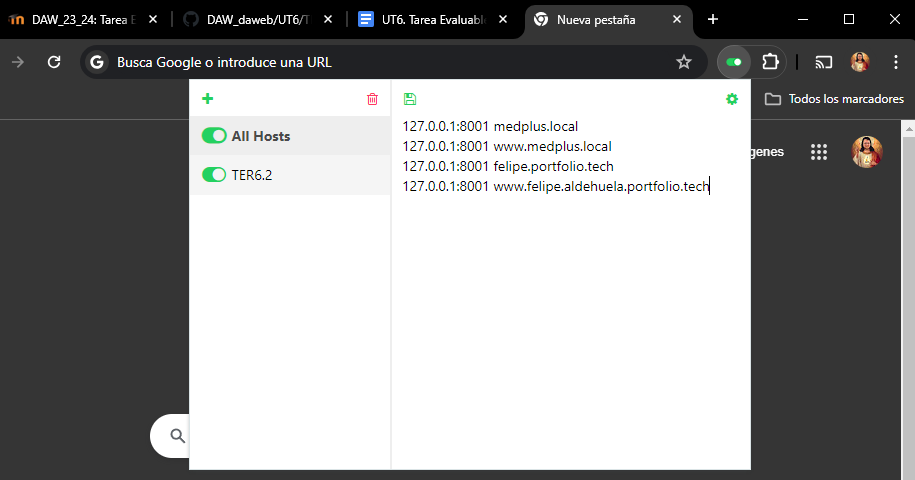 DAW_23_24: Tarea E
DAW_daweb/UT6/T
UT6. Tarea Evaluable
Nueva pestaña
Busca Google o introduce una URL
Todos los marcadores
All Hosts
TER6.2
127.0.0.1:8001 medplus.local
127.0.0.1:8001 www.medplus.local
127.0.0.1:8001 felipe.portfolio.tech
127.0.0.1:8001 www.felipe.aldehuela.portfolio.tech
genes